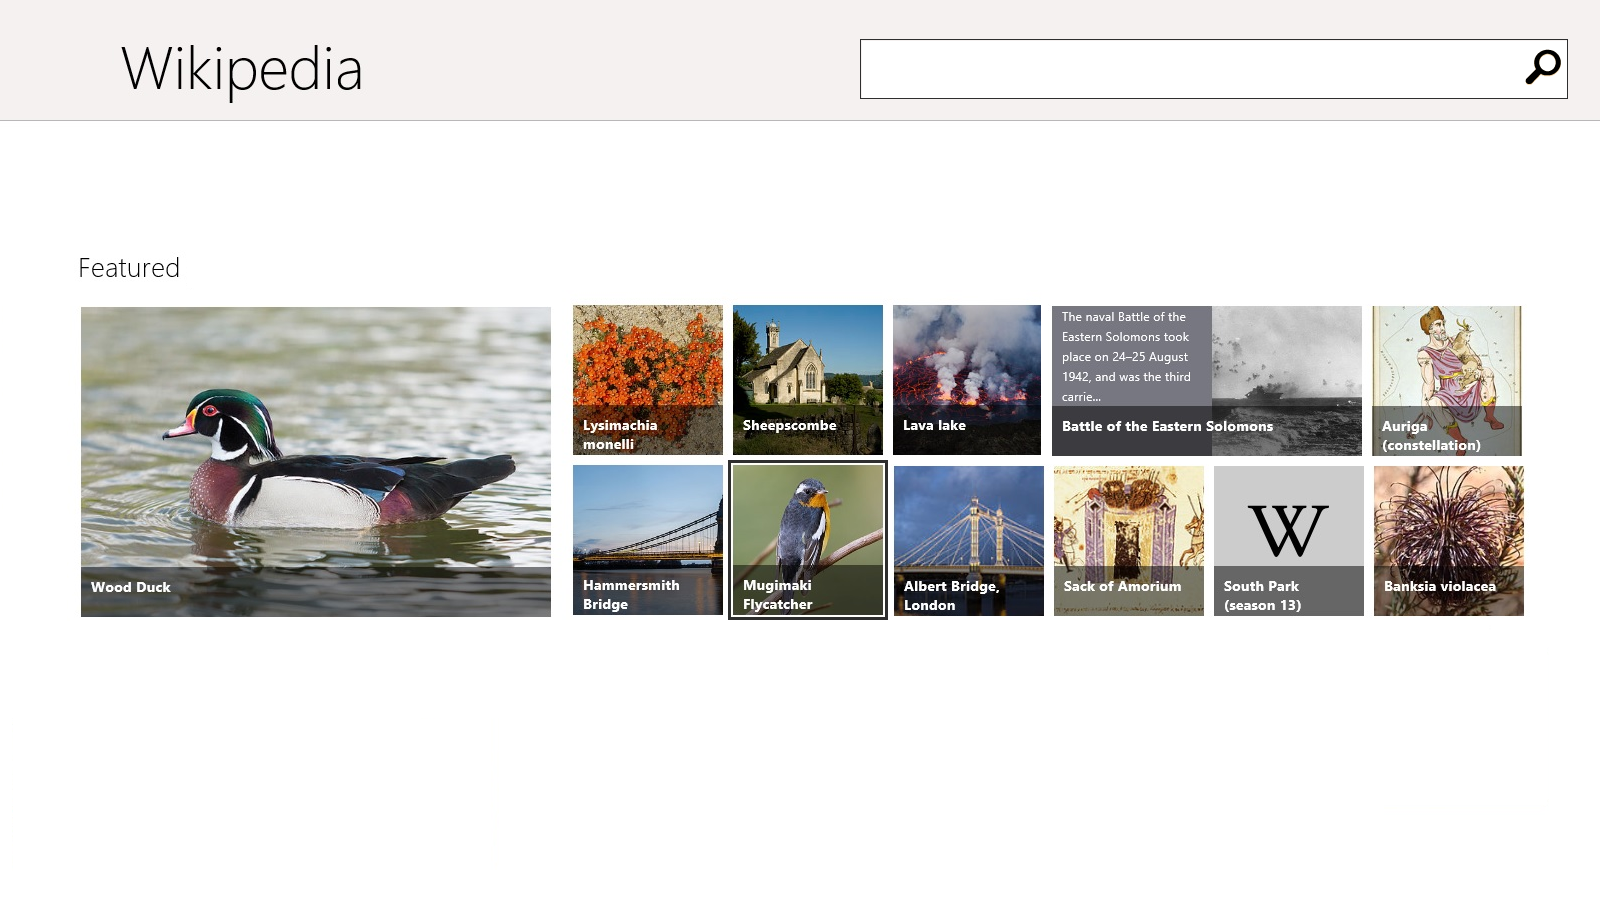 Wikipedia
Featured
Wood Duck
Lysimachia
monelli
Sheepscombe
Lava lake
The naval Battle of the
Eastern Solomons took
place on 24–25 August
1942, and was the third
carrie...
Battle of the Eastern Solomons
Auriga
(constellation)
Hammersmith
Bridge
Mugimaki
Flycatcher
Albert Bridge,
London
Sack of Amorium
W
South Park
(season 13)
Banksia violacea